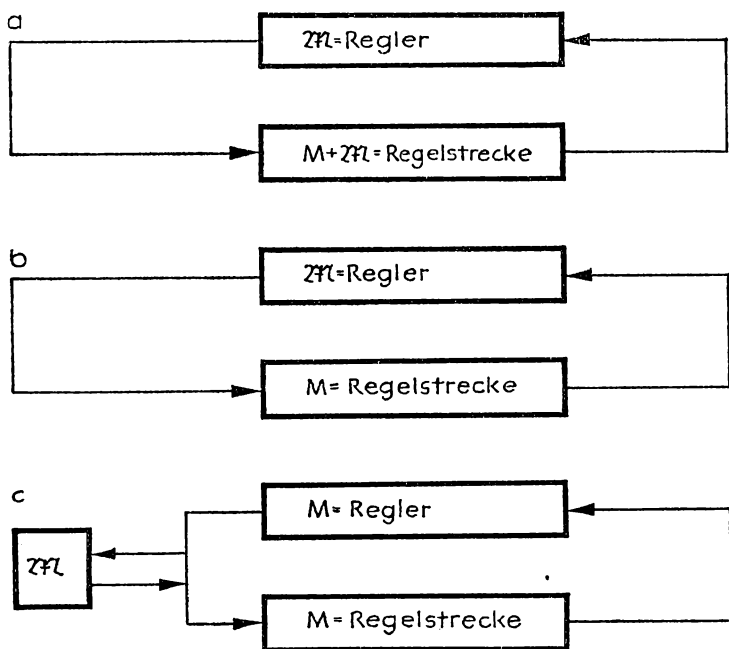 a
𝔐=Regler
M+𝔐=Regelstrecke
b
𝔐=Regler
M=Regelstrecke
c
M=Regler
𝔐
M=Regelstrecke